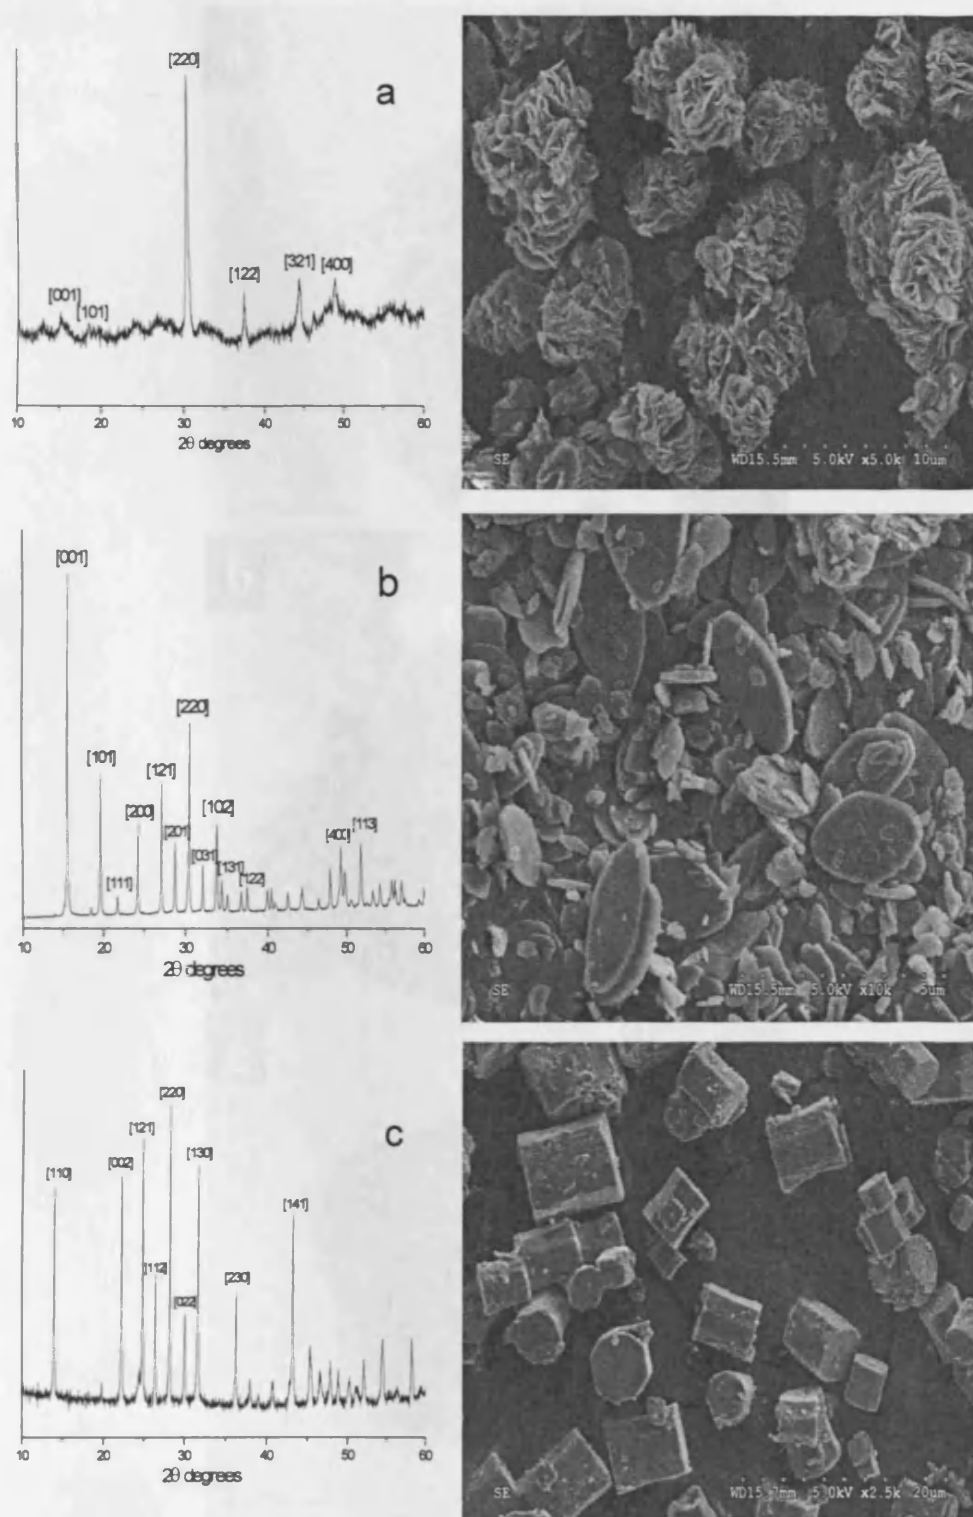 [220]
a
[321]
[400]
[122]
[001]
[101]
10 20 30 40 50 60
2θ degrees
SE WD15.5mm 5.0kV x5.0k 10um
[001]
b
[220]
[101]
[121]
[200]
[102]
[201]
[400]
[113]
[031]
[131]
[122]
[111]
10 20 30 40 50 60
2θ degrees
SE WD15.5mm 5.0kV x10k 5um
[220]
c
[121]
[130]
[002]
[110]
[141]
[112]
[230]
[022]
10 20 30 40 50 60
2θ degrees
SE 5.0kV x2.5k 20um